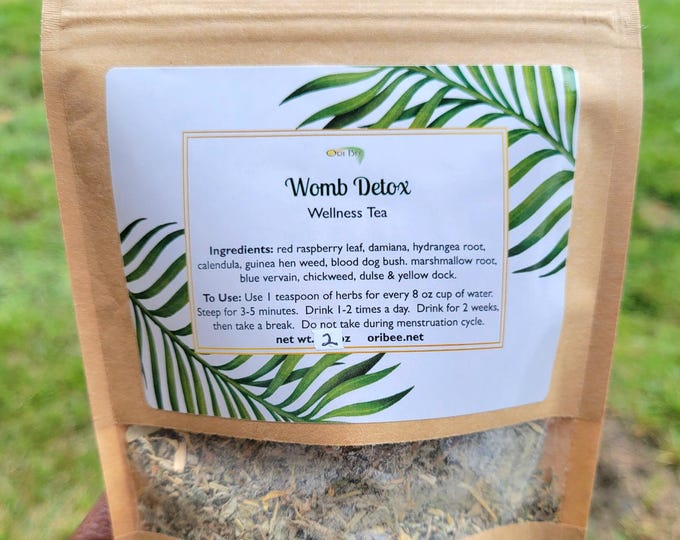 Ori Bee
Womb Detox
Wellness Tea
Ingredients: red raspberry leaf, damiana, hydrangea root,
calendula, guinea hen weed, blood dog bush. marshmallow root,
blue vervain, chickweed, dulse & yellow dock.
To Use: Use 1 teaspoon of herbs for every 8 oz cup of water.
Steep for 3-5 minutes. Drink 1-2 times a day. Drink for 2 weeks,
then take a break. Do not take during menstruation cycle.
net wt. 2 oz oribee.net